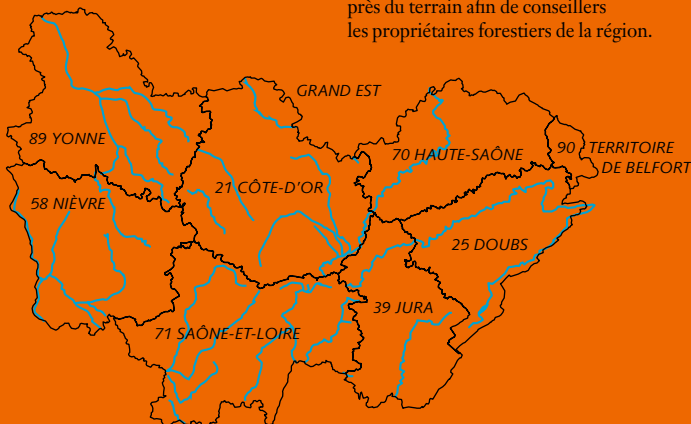 près du terrain afin de conseillers
les propriétaires forestiers de la région.
GRAND EST
89 YONNE
70 HAUTE-SAÔNE
90 TERRITOIRE
DE BELFORT
21 CÔTE-D'OR
58 NIÈVRE
25 DOUBS
39 JURA
71 SAÔNE-ET-LOIRE